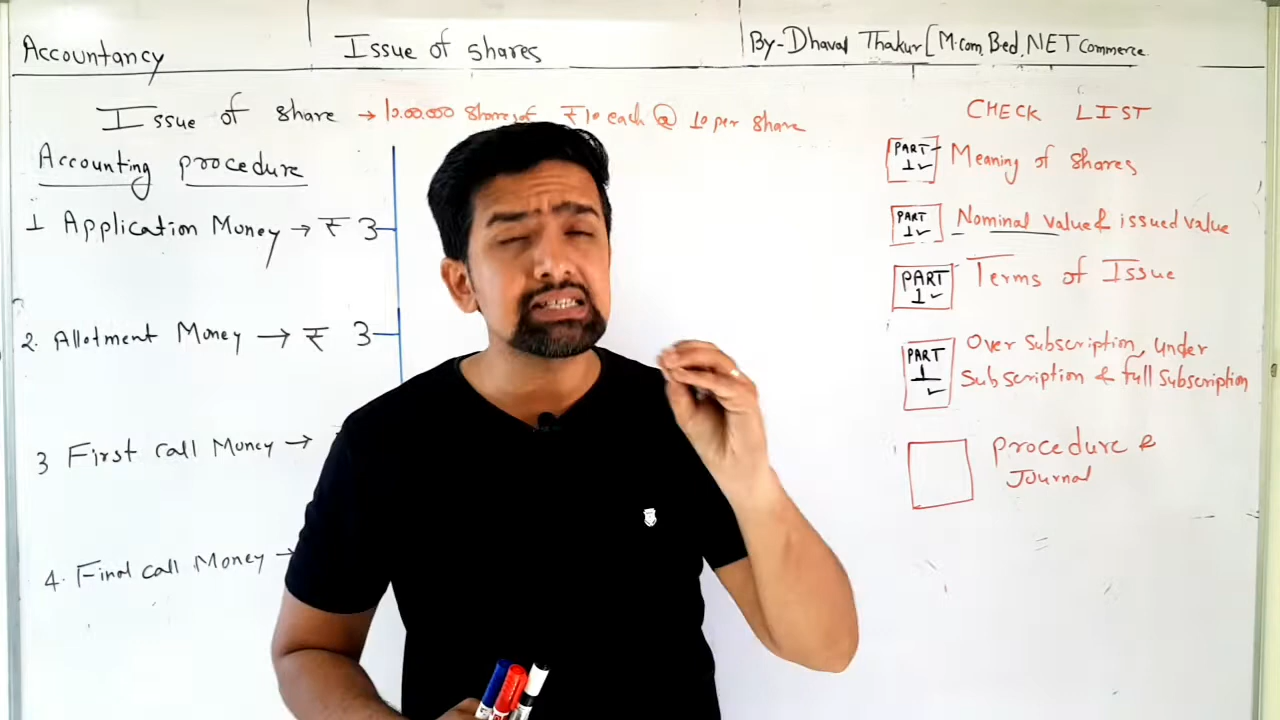 Accountancy
Issue of shares
By-Dhaval Thakur [M.com, Bed, NET Commerce
Issue of share → 10,00,000 shares of ₹10 each @ 10 per share
Accounting procedure
1 Application Money → ₹ 3
2. Allotment Money → ₹ 3
3 First call Money →
4. Final call Money →
CHECK LIST
PART 1 ✓ Meaning of shares
PART 1 ✓ Nominal value & issued value
PART 1 ✓ Terms of Issue
PART 1 ✓ Over Subscription, under
Subscription & full Subscription
procedure &
Journal